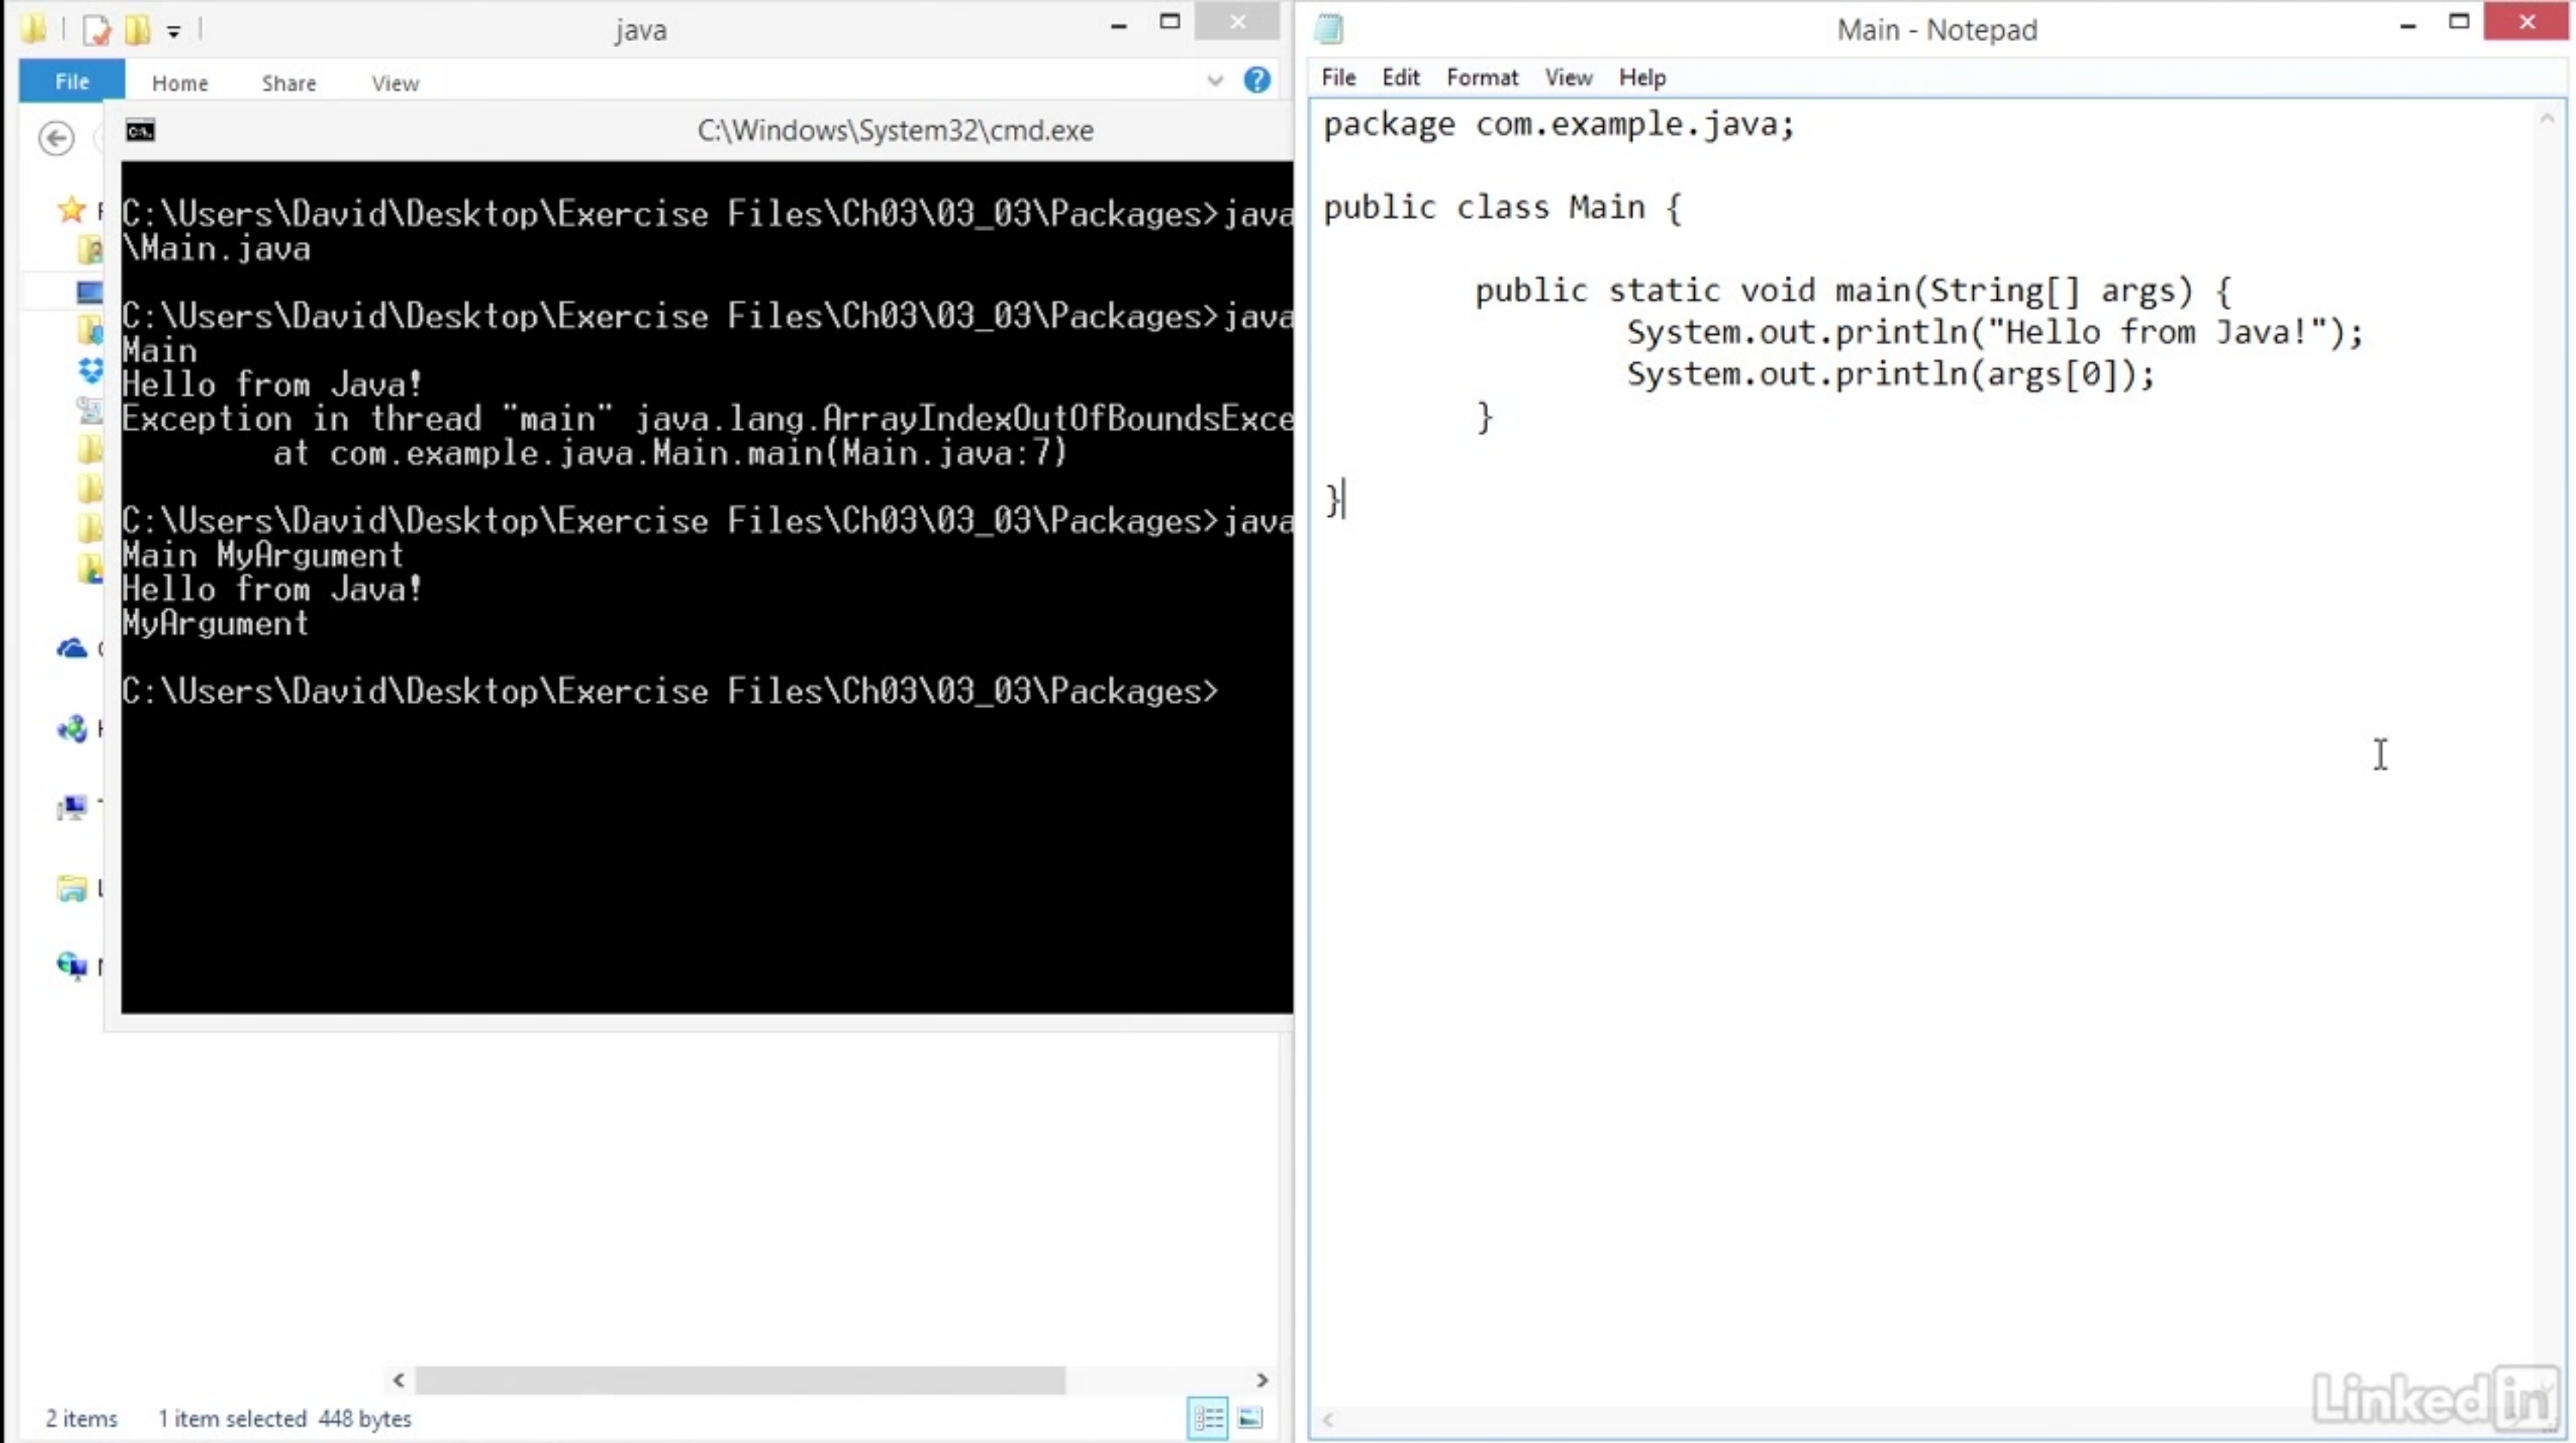 java
File Home Share View
C:\Windows\System32\cmd.exe
C:\Users\David\Desktop\Exercise Files\Ch03\03_03\Packages>java
\Main.java
C:\Users\David\Desktop\Exercise Files\Ch03\03_03\Packages>java
Main
Hello from Java!
Exception in thread "main" java.lang.ArrayIndexOutOfBoundsExce
at com.example.java.Main.main(Main.java:7)
C:\Users\David\Desktop\Exercise Files\Ch03\03_03\Packages>java
Main MyArgument
Hello from Java!
MyArgument
C:\Users\David\Desktop\Exercise Files\Ch03\03_03\Packages>
2 items 1 item selected 448 bytes
Main - Notepad
File Edit Format View Help
package com.example.java;
public class Main {
public static void main(String[] args) {
System.out.println("Hello from Java!");
System.out.println(args[0]);
}
}
Linked in